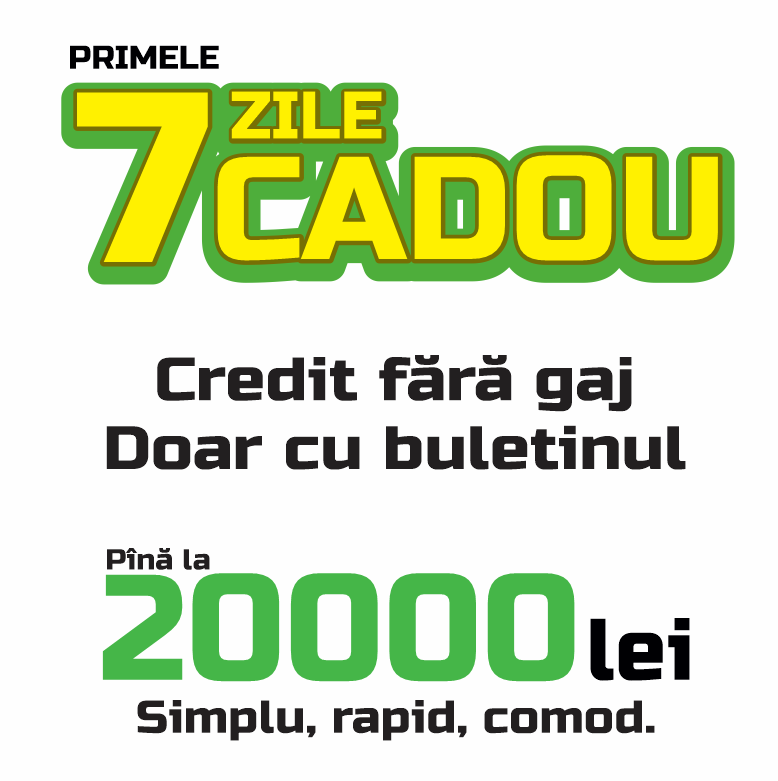 PRIMELE
7 ZILE
CADOU
Credit fără gaj
Doar cu buletinul
Pînă la
20000 lei
Simplu, rapid, comod.